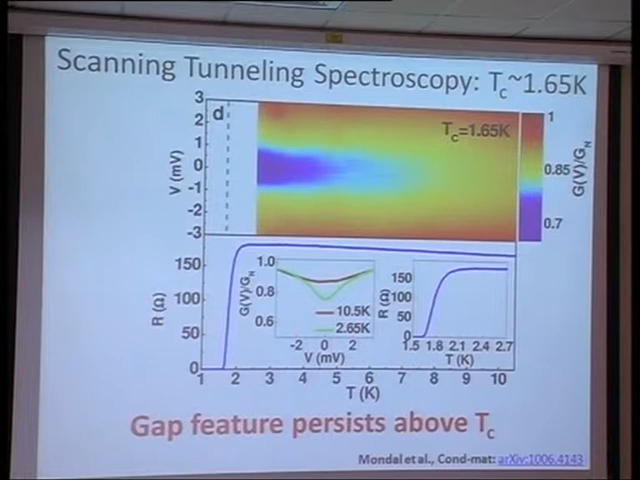 Scanning Tunneling Spectroscopy: Tc~1.65K
3
2
1
0
-1
-2
-3
V (mV)
d
Tc=1.65K
1
0.85
0.7
G(V)/GN
150
100
50
0
R (Ω)
1.0
0.8
0.6
G(V)/GN
10.5K
2.65K
-2 0 2
V (mV)
150
100
50
0
R (Ω)
1.5 1.8 2.1 2.4 2.7
T (K)
1 2 3 4 5 6 7 8 9 10
T (K)
Gap feature persists above Tc
Mondal et al., Cond-mat: arXiv:1006.4143